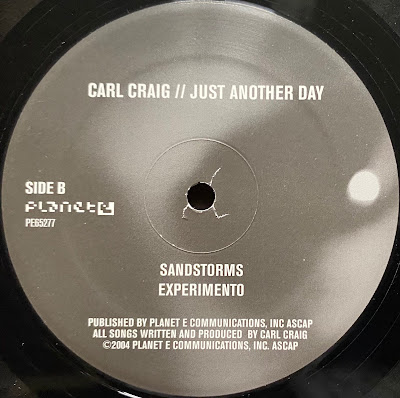 CARL CRAIG // JUST ANOTHER DAY
SIDE B
PLANET E
PE65277
SANDSTORMS
EXPERIMENTO
PUBLISHED BY PLANET E COMMUNICATIONS, INC ASCAP
ALL SONGS WRITTEN AND PRODUCED BY CARL CRAIG
©2004 PLANET E COMMUNICATIONS, INC. ASCAP